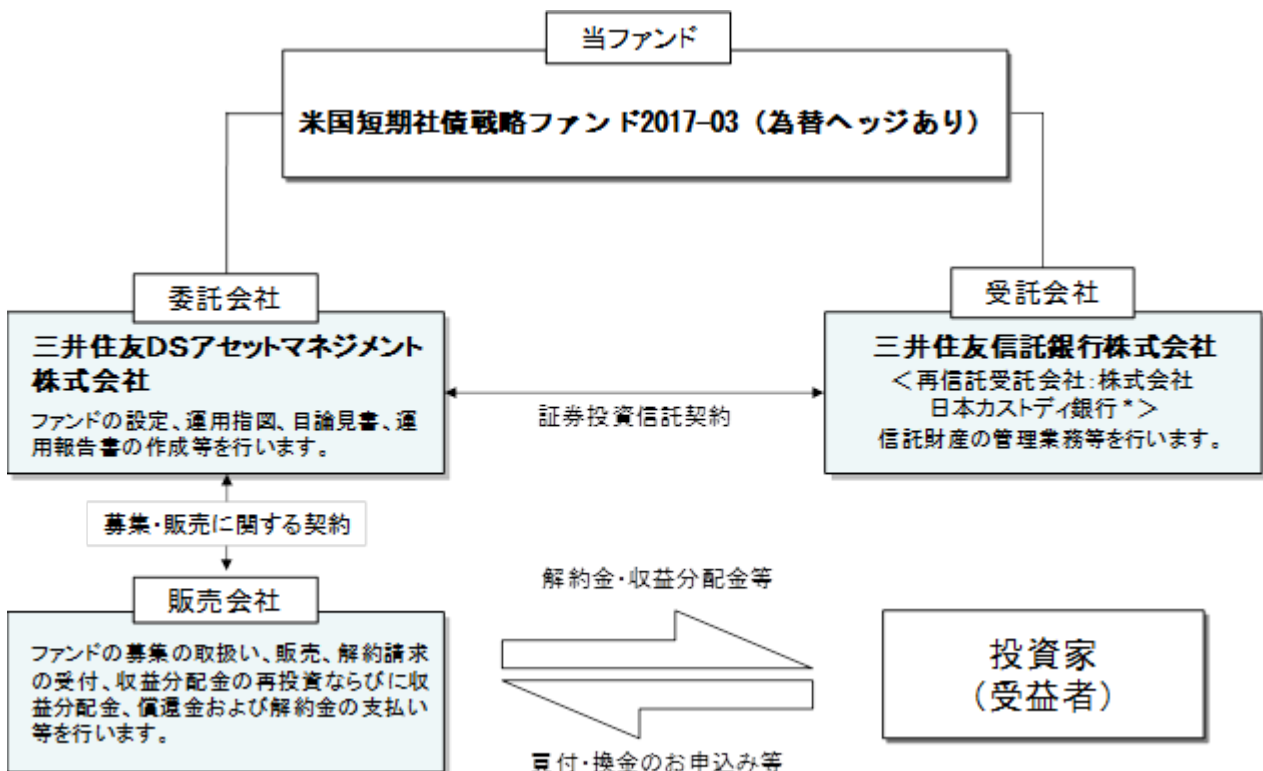 当ファンド
米国短期社債戦略ファンド2017-03（為替ヘッジあり）
委託会社
三井住友DSアセットマネジメント
株式会社
ファンドの設定、運用指図、目論見書、運
用報告書の作成等を行います。
受託会社
三井住友信託銀行株式会社
＜再信託受託会社：株式会社
日本カストディ銀行*＞
信託財産の管理業務等を行います。
証券投資信託契約
募集・販売に関する契約
販売会社
ファンドの募集の取扱い、販売、解約請求
の受付、収益分配金の再投資ならびに収
益分配金、償還金および解約金の支払い
等を行います。
解約金・収益分配金等
買付・換金のお申込み等
投資家
（受益者）